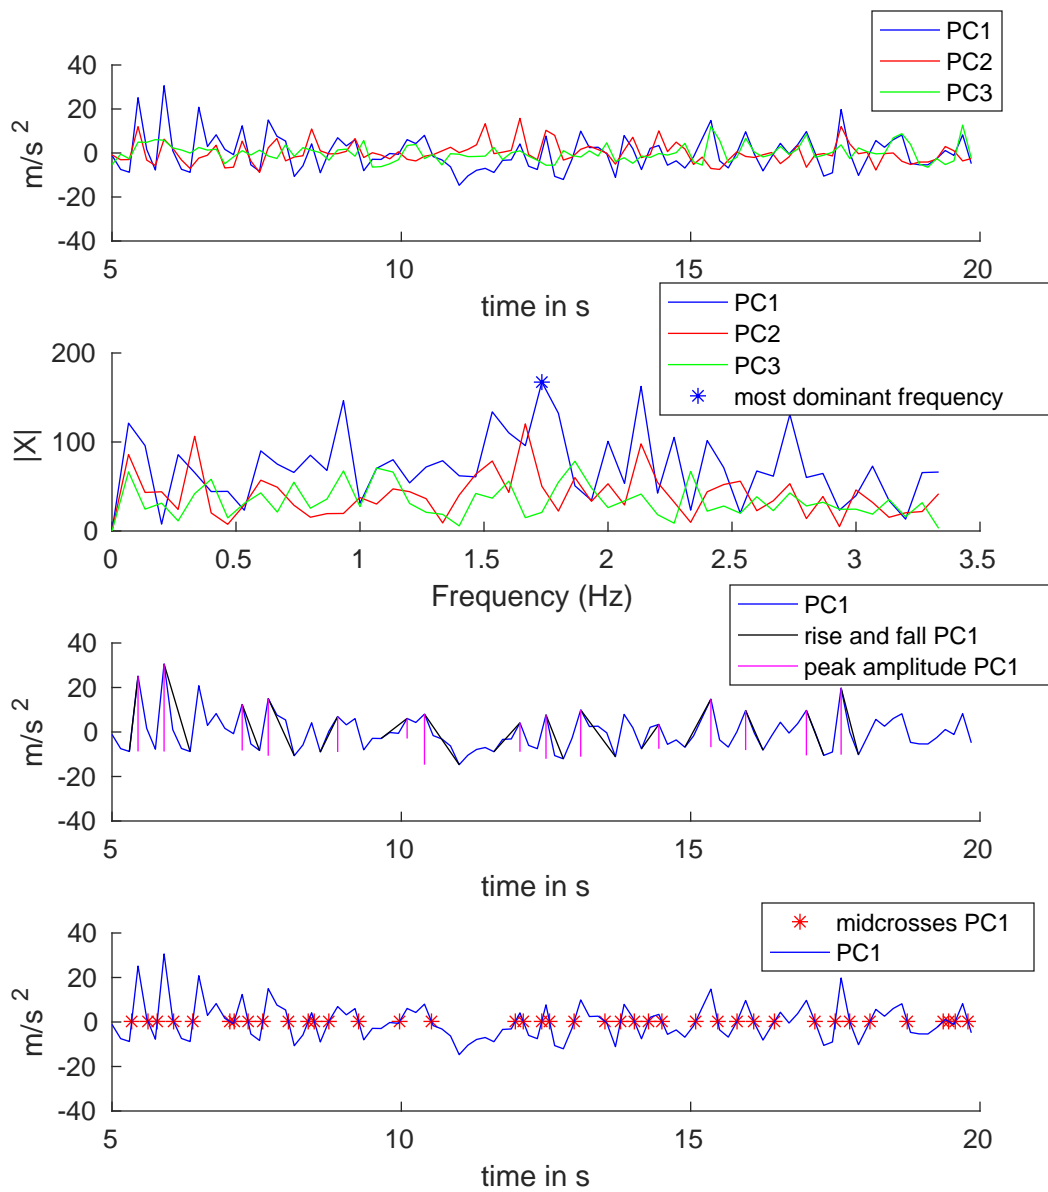 PC1
PC2
PC3
40
20
0
-20
-40
m/s 2
5
10
15
20
time in s
PC1
PC2
PC3
most dominant frequency
200
100
0
|X|
0
0.5
1
1.5
2
2.5
3
3.5
Frequency (Hz)
PC1
rise and fall PC1
peak amplitude PC1
40
20
0
-20
-40
m/s 2
5
10
15
20
time in s
midcrosses PC1
PC1
40
20
0
-20
-40
m/s 2
5
10
15
20
time in s